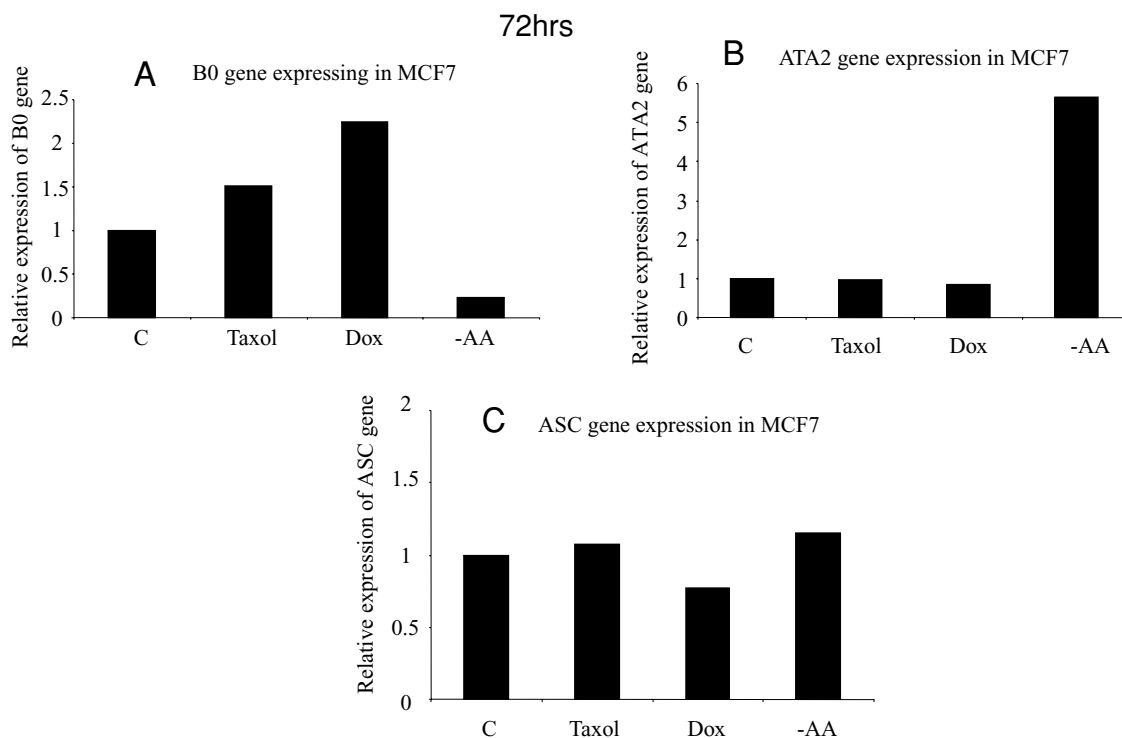 72hrs
A
B0 gene expressing in MCF7
Relative expression of B0 gene
2.5
2
1.5
1
0.5
0
C
Taxol
Dox
-AA
B
ATA2 gene expression in MCF7
Relative expression of ATA2 gene
6
5
4
3
2
1
0
C
Taxol
Dox
-AA
C
ASC gene expression in MCF7
Relative expression of ASC gene
2
1.5
1
0.5
0
C
Taxol
Dox
-AA